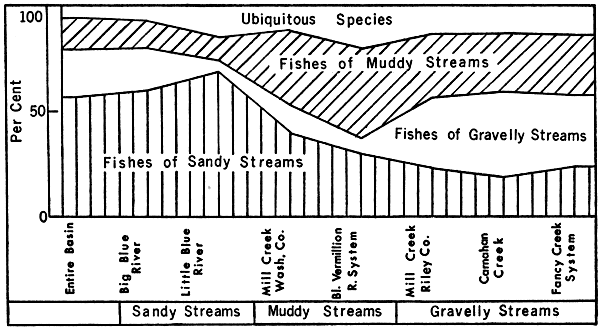 100
50
0
Per Cent
Ubiquitous Species
Fishes of Muddy Streams
Fishes of Gravelly Streams
Fishes of Sandy Streams
Entire Basin
Big Blue
River
Little Blue
River
Mill Creek
Wash, Co.
Bl. Vermillion
R. System
Mill Creek
Riley Co.
Carnahan
Creek
Fancy Creek
System
Sandy Streams
Muddy Streams
Gravelly Streams